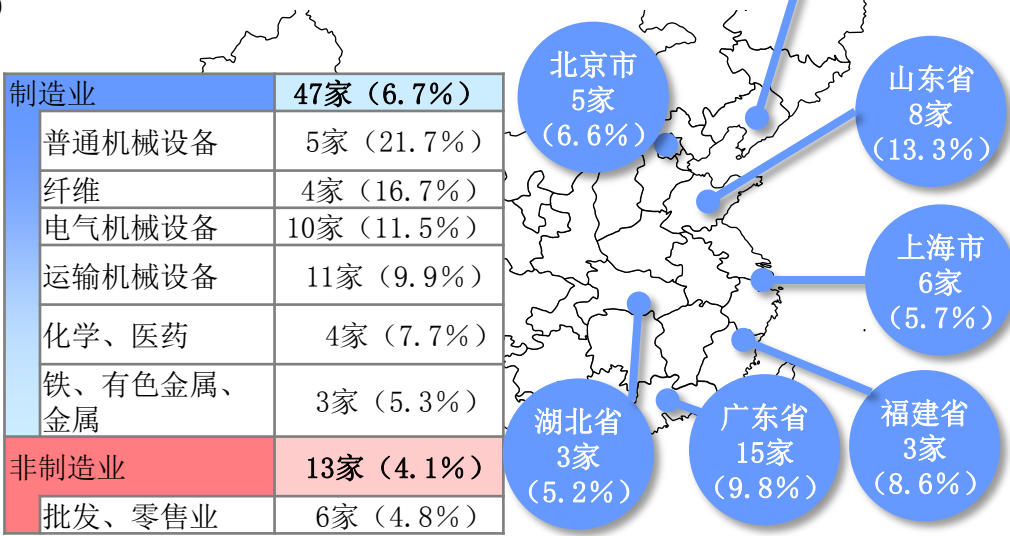 制造业 47家（6.7%）
普通机械设备 5家（21.7%）
纤维 4家（16.7%）
电气机械设备 10家（11.5%）
运输机械设备 11家（9.9%）
化学、医药 4家（7.7%）
铁、有色金属、
金属 3家（5.3%）
非制造业 13家（4.1%）
批发、零售业 6家（4.8%）
北京市
5家
（6.6%）
山东省
8家
（13.3%）
上海市
6家
（5.7%）
湖北省
3家
（5.2%）
广东省
15家
（9.8%）
福建省
3家
（8.6%）